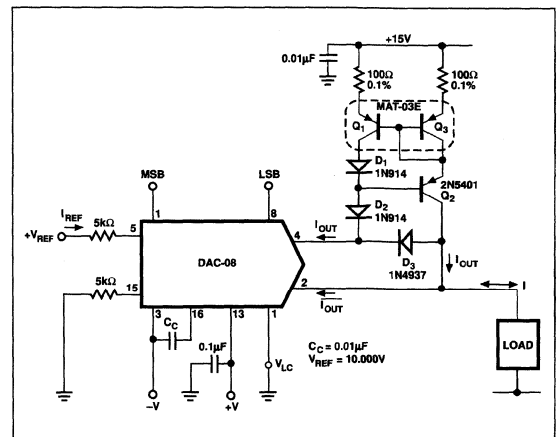 +15V
0.01μF
100Ω
0.1%
100Ω
0.1%
MAT-03E
Q1
Q3
D1
1N914
2N5401
Q2
D2
1N914
MSB
LSB
IREF
+VREF
5kΩ
5
1
8
4
IOUT
D3
1N4937
IOUT
DAC-08
5kΩ
15
2
IOUT
I
3
16
13
1
CC
0.1μF
VLC
CC = 0.01μF
VREF = 10.000V
LOAD
−V
+V